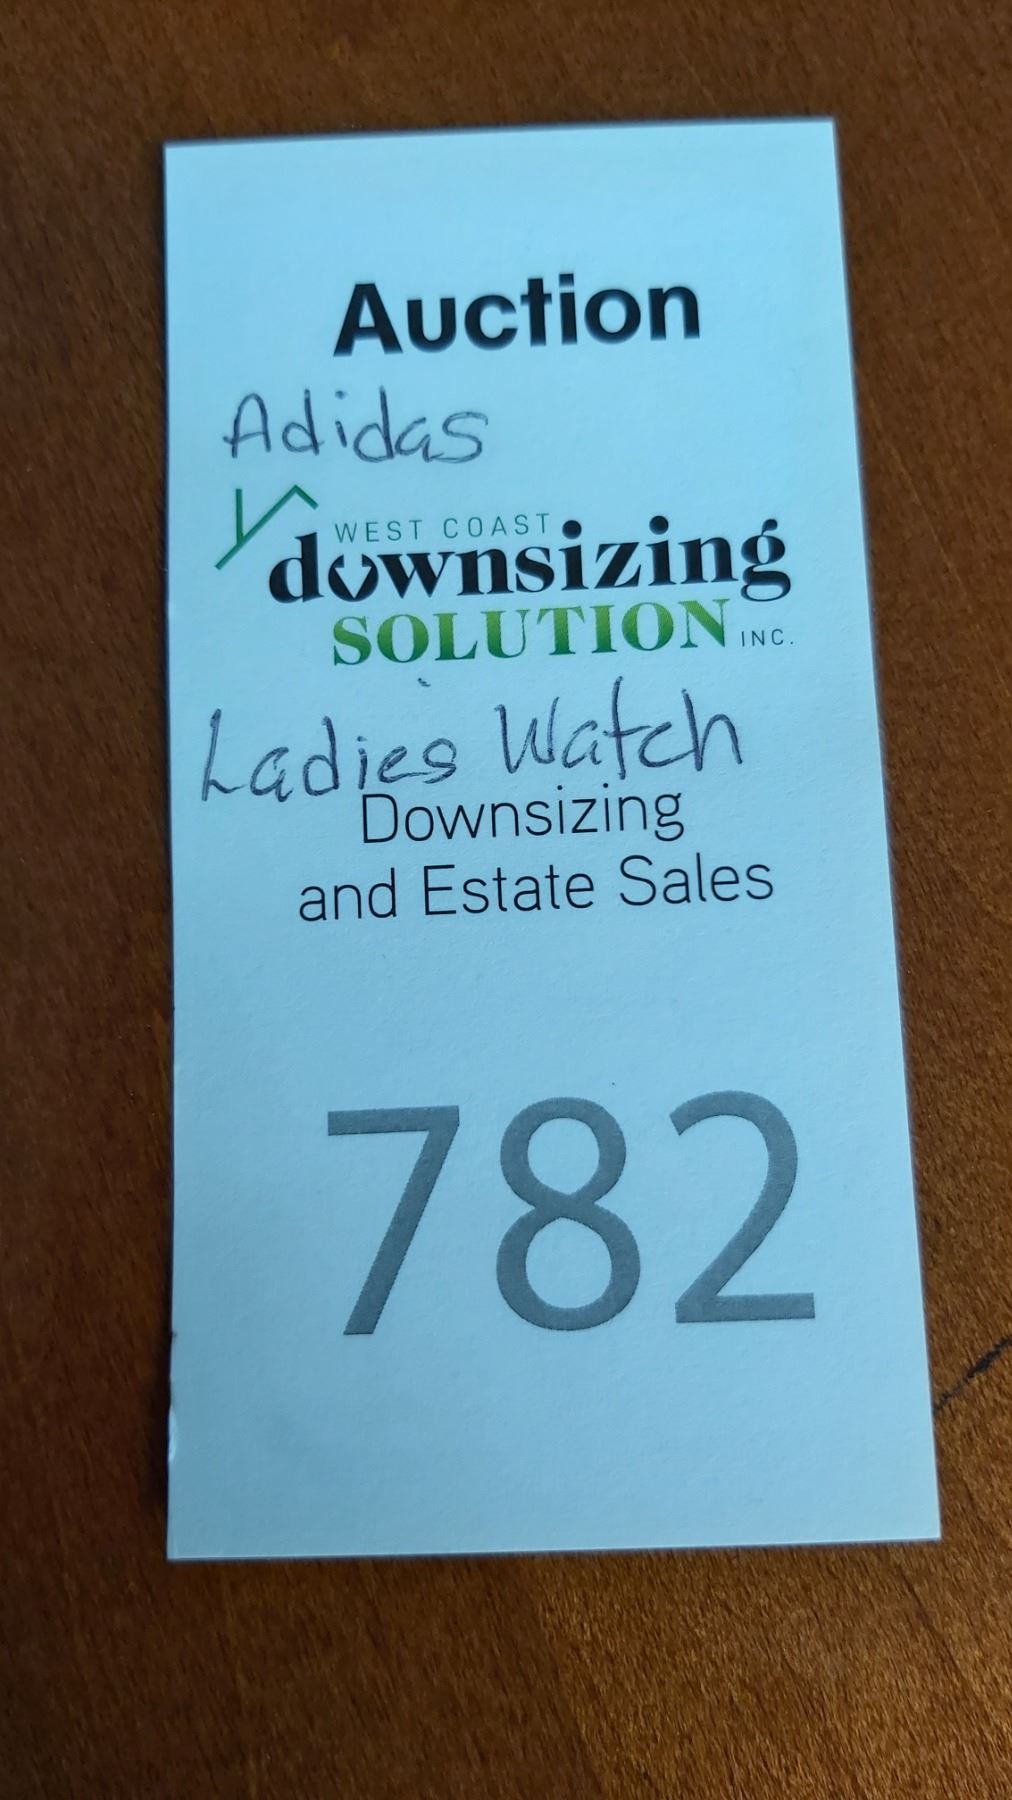 Auction
Adidas
WEST COAST
downsizing
SOLUTION INC.
Ladies Watch
Downsizing
and Estate Sales
782